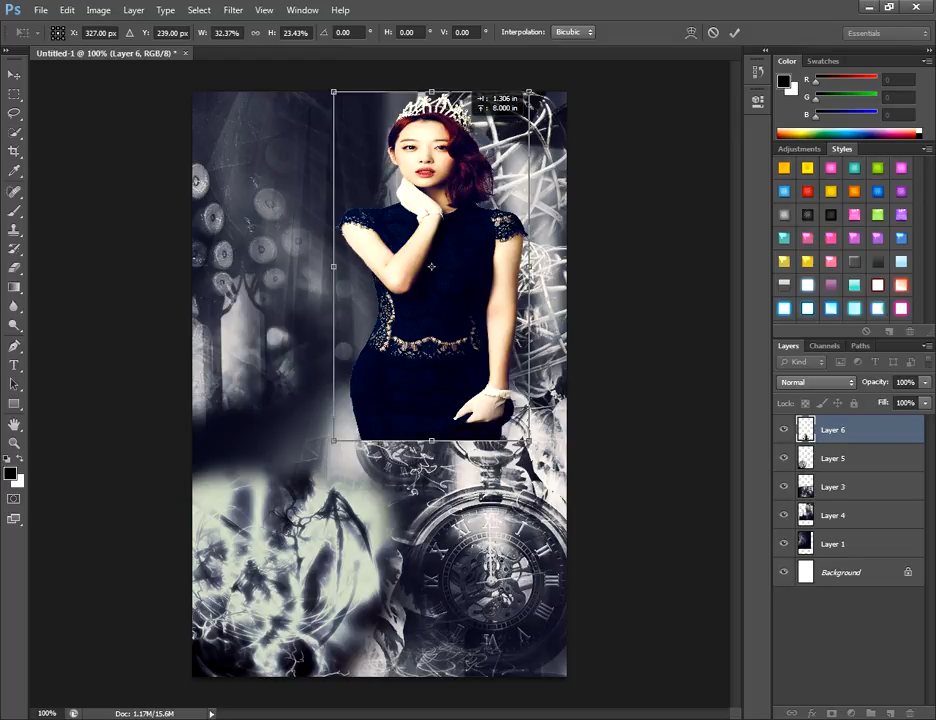 Ps File Edit Image Layer Type Select Filter View Window Help
X: 327.00 px Y: 239.00 px W: 32.37% H: 23.43% 0.00 ° H: 0.00 ° V: 0.00 ° Interpolation: Bicubic Essentials
Untitled-1 @ 100% (Layer 6, RGB/8) * ×
Color Swatches
R 0
G 0
B 0
Adjustments Styles
→: 1.306 in
8.000 in
Layers Channels Paths
Kind
Normal Opacity: 100%
Lock: Fill: 100%
Layer 6
Layer 5
Layer 3
Layer 4
Layer 1
Background
100% Doc: 1.17M/15.6M